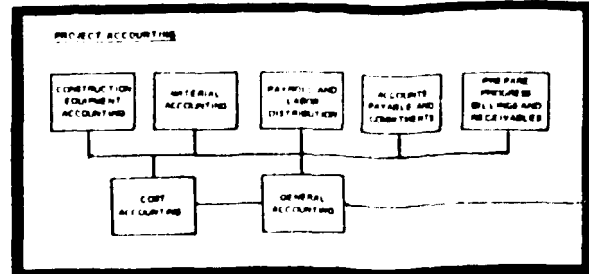 PROJECT ACCOUNTING
CONSTRUCTION
EQUIPMENT
ACCOUNTING
MATERIAL
ACCOUNTING
PAYROLL AND
LABOR
DISTRIBUTION
ACCOUNTS
PAYABLE AND
COMMITMENTS
PREPARE
PROGRESS
BILLINGS AND
RECEIVABLES
COST
ACCOUNTING
GENERAL
ACCOUNTING